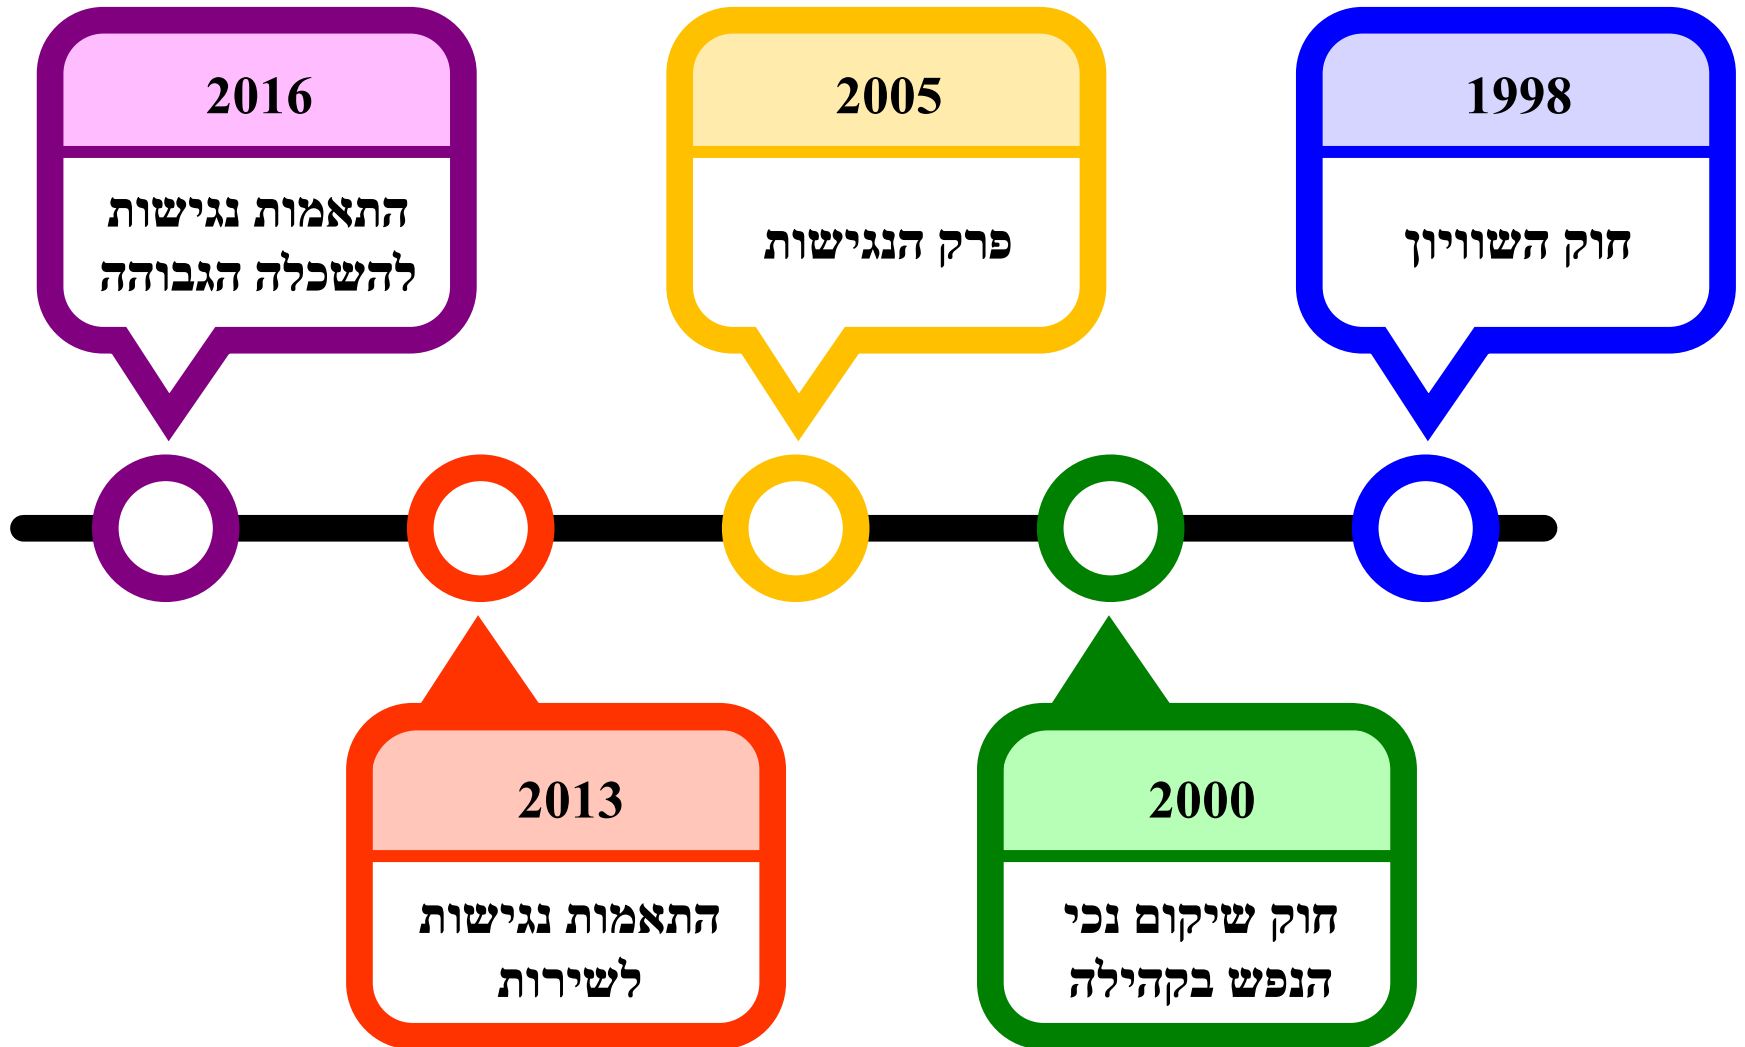 1998
חוק השוויון
2000
חוק שיקום נכי
הנפש בקהילה
2005
פרק הנגישות
2013
התאמות נגישות
לשירות
2016
התאמות נגישות
להשכלה הגבוהה